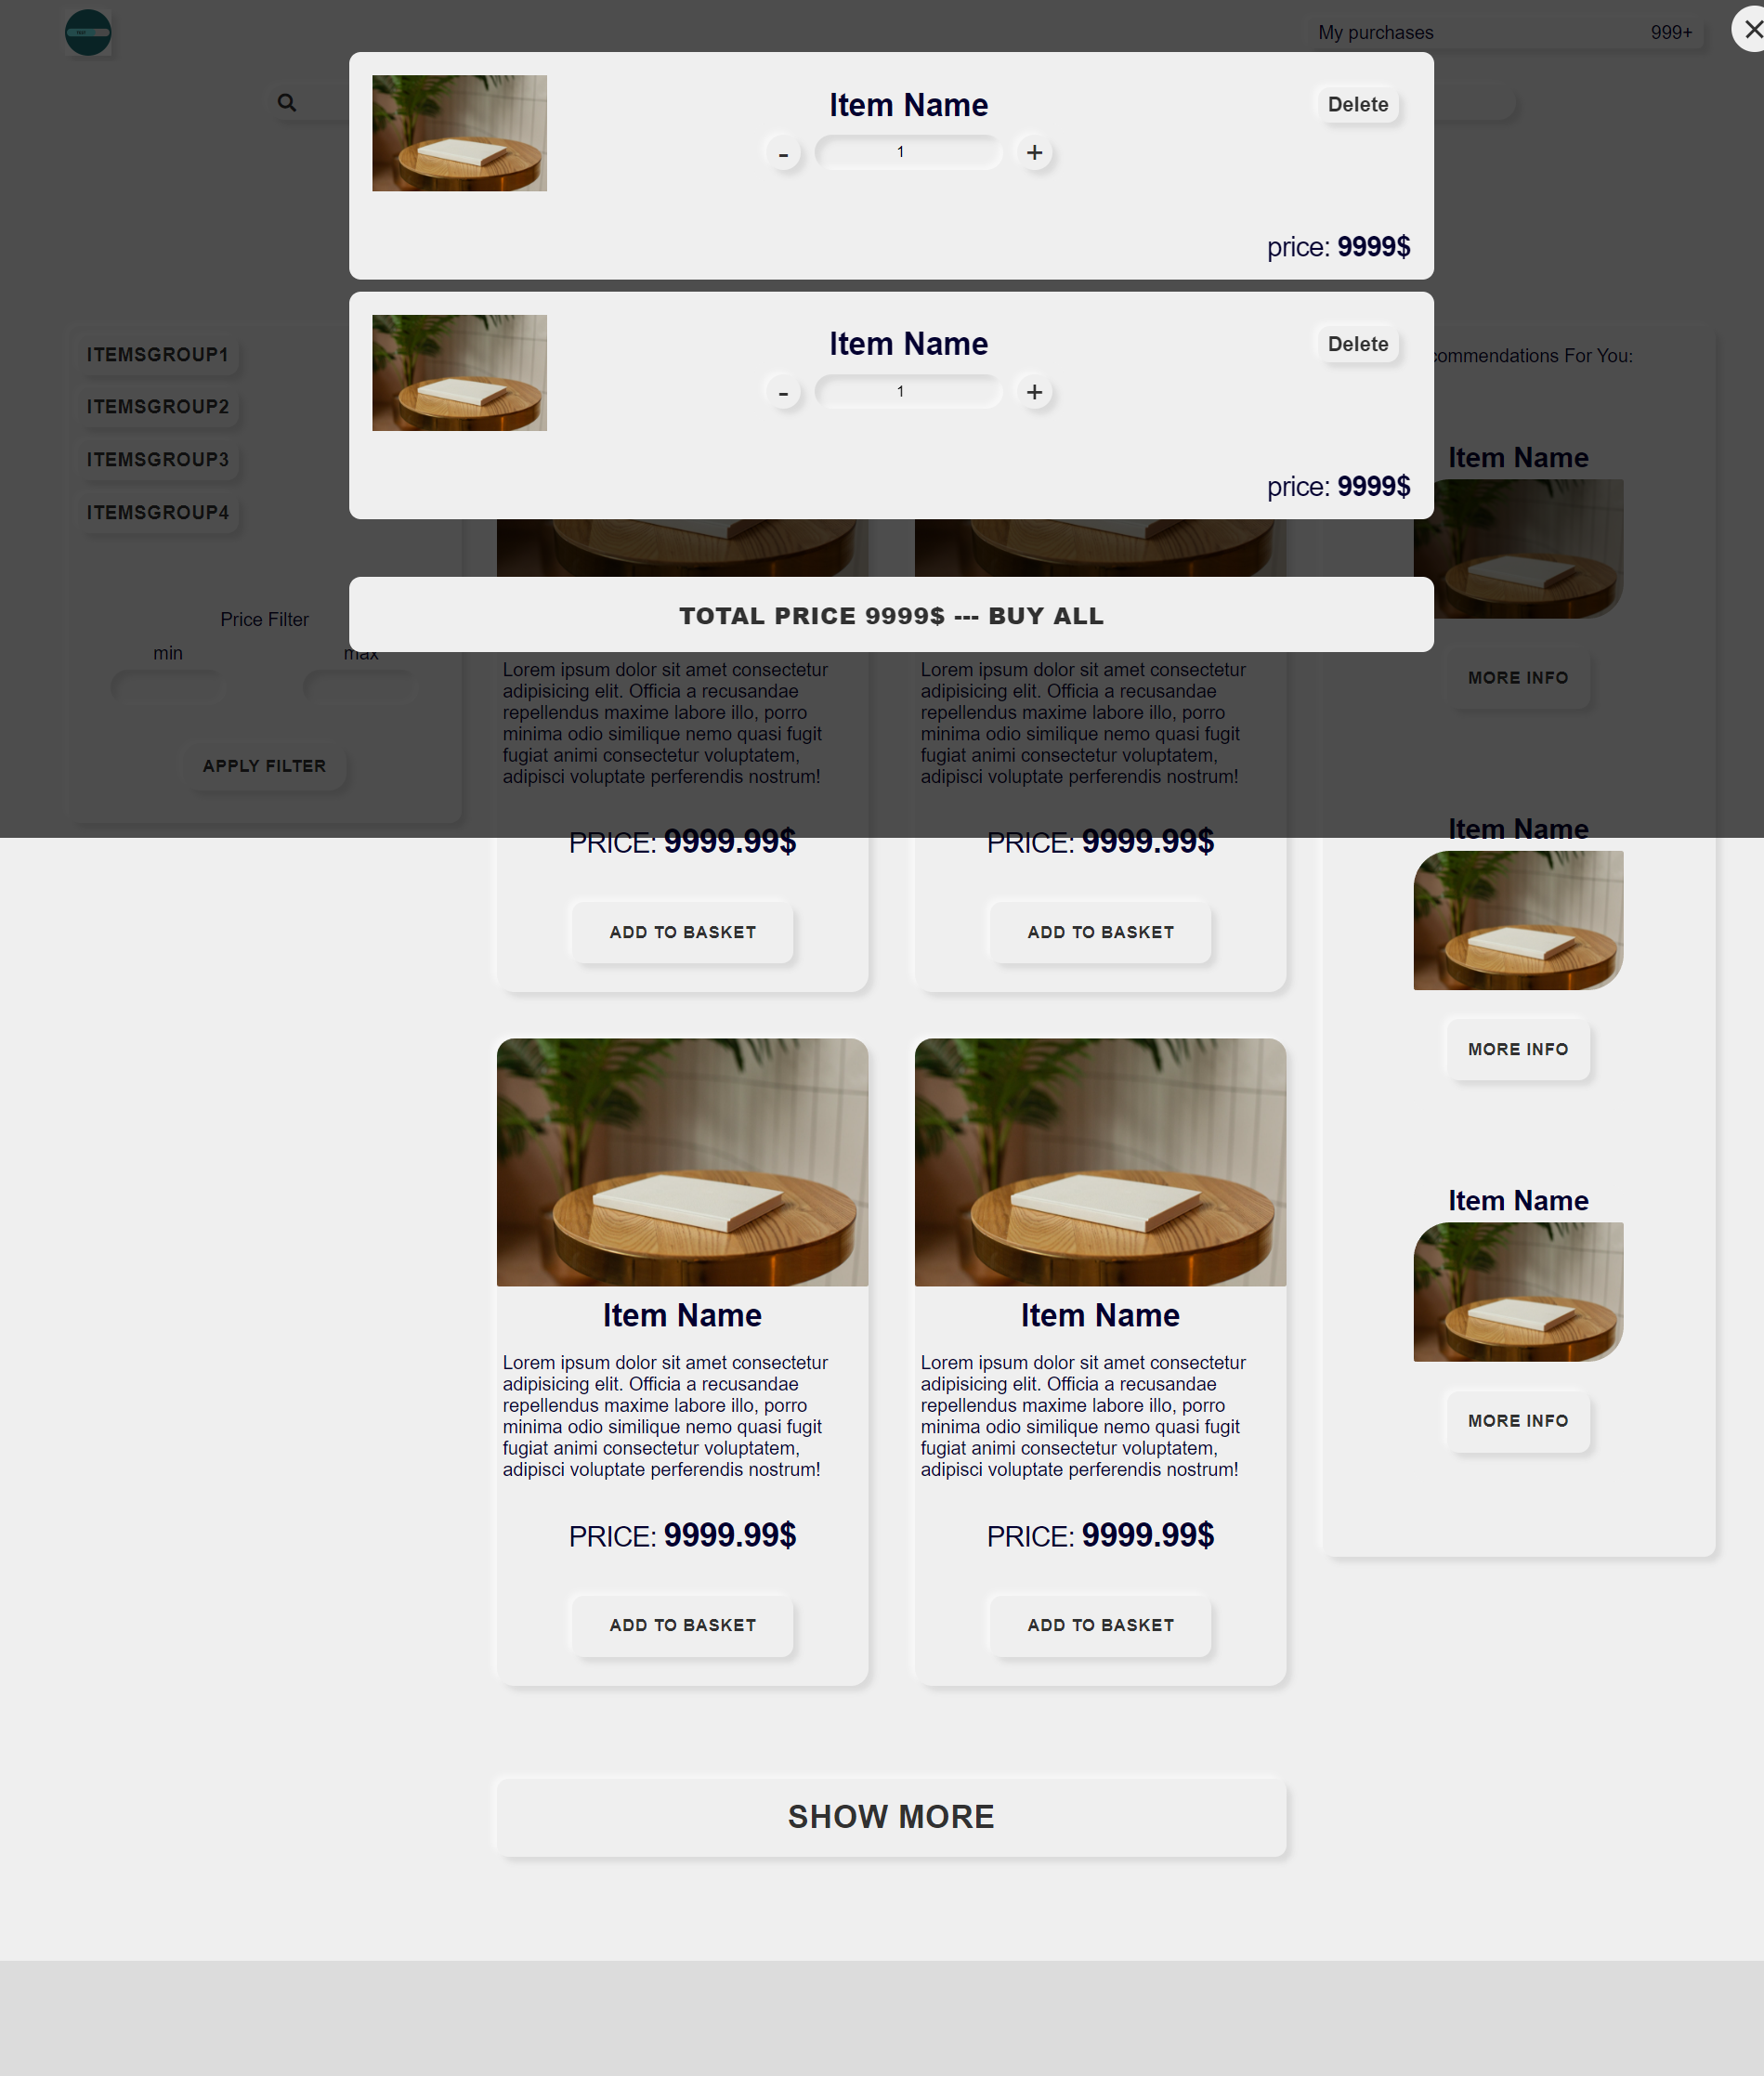 My purchases 999+
Item Name
Delete
- 1 +
price: 9999$
Item Name
Delete
- 1 +
price: 9999$
TOTAL PRICE 9999$ --- BUY ALL
ITEMSGROUP1
ITEMSGROUP2
ITEMSGROUP3
ITEMSGROUP4
Price Filter
min max
APPLY FILTER
Lorem ipsum dolor sit amet consectetur
adipisicing elit. Officia a recusandae
repellendus maxime labore illo, porro
minima odio similique nemo quasi fugit
fugiat animi consectetur voluptatem,
adipisci voluptate perferendis nostrum!
PRICE: 9999.99$
ADD TO BASKET
Lorem ipsum dolor sit amet consectetur
adipisicing elit. Officia a recusandae
repellendus maxime labore illo, porro
minima odio similique nemo quasi fugit
fugiat animi consectetur voluptatem,
adipisci voluptate perferendis nostrum!
PRICE: 9999.99$
ADD TO BASKET
Item Name
Lorem ipsum dolor sit amet consectetur
adipisicing elit. Officia a recusandae
repellendus maxime labore illo, porro
minima odio similique nemo quasi fugit
fugiat animi consectetur voluptatem,
adipisci voluptate perferendis nostrum!
PRICE: 9999.99$
ADD TO BASKET
Item Name
Lorem ipsum dolor sit amet consectetur
adipisicing elit. Officia a recusandae
repellendus maxime labore illo, porro
minima odio similique nemo quasi fugit
fugiat animi consectetur voluptatem,
adipisci voluptate perferendis nostrum!
PRICE: 9999.99$
ADD TO BASKET
SHOW MORE
commendations For You:
Item Name
MORE INFO
Item Name
MORE INFO
Item Name
MORE INFO